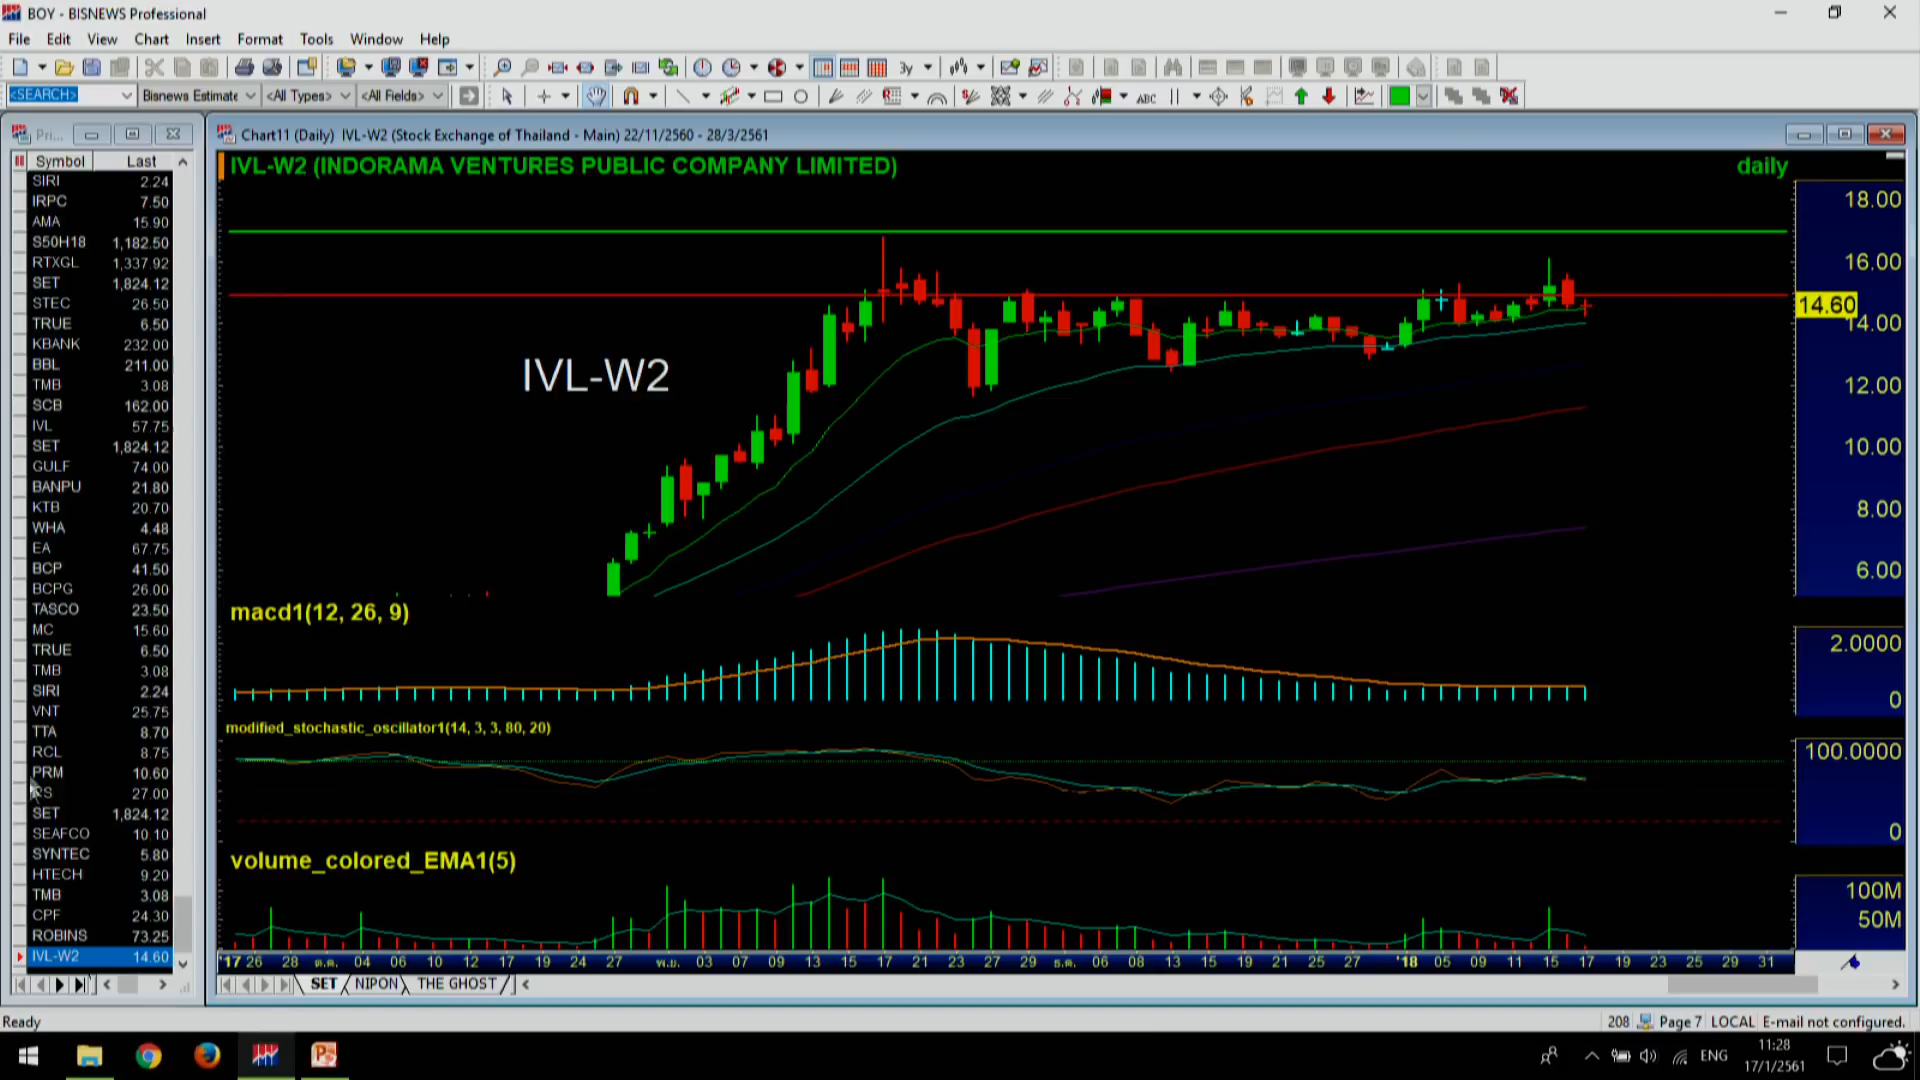 BOY - BISNEWS Professional
File Edit View Chart Insert Format Tools Window Help
3y
<SEARCH> Bisnews Estimate <All Types> <All Fields> ABC
Pri...
Chart11 (Daily) IVL-W2 (Stock Exchange of Thailand - Main) 22/11/2560 - 28/3/2561
Symbol Last
SIRI 2.24
IRPC 7.50
AMA 15.90
S50H18 1,182.50
RTXGL 1,337.92
SET 1,824.12
STEC 26.50
TRUE 6.50
KBANK 232.00
BBL 211.00
TMB 3.08
SCB 162.00
IVL 57.75
SET 1,824.12
GULF 74.00
BANPU 21.80
KTB 20.70
WHA 4.48
EA 67.75
BCP 41.50
BCPG 26.00
TASCO 23.50
MC 15.60
TRUE 6.50
TMB 3.08
SIRI 2.24
VNT 25.75
TTA 8.70
RCL 8.75
PRM 10.60
RS 27.00
SET 1,824.12
SEAFCO 10.10
SYNTEC 5.80
HTECH 9.20
TMB 3.08
CPF 24.30
ROBINS 73.25
IVL-W2 14.60
IVL-W2 (INDORAMA VENTURES PUBLIC COMPANY LIMITED) daily
18.00
16.00
14.60
14.00
12.00
10.00
8.00
6.00
IVL-W2
macd1(12, 26, 9)
2.0000
0
modified_stochastic_oscillator1(14, 3, 3, 80, 20)
100.0000
0
volume_colored_EMA1(5)
100M
50M
'17 26 28 ต.ค. 04 06 10 12 17 19 24 27 พ.ย. 03 07 09 13 15 17 21 23 27 29 ธ.ค. 06 08 13 15 19 21 25 27 '18 05 09 11 15 17 19 23 25 29 31
SET NIPON THE GHOST
Ready
208 Page 7 LOCAL E-mail not configured.
ENG
11:28
17/1/2561